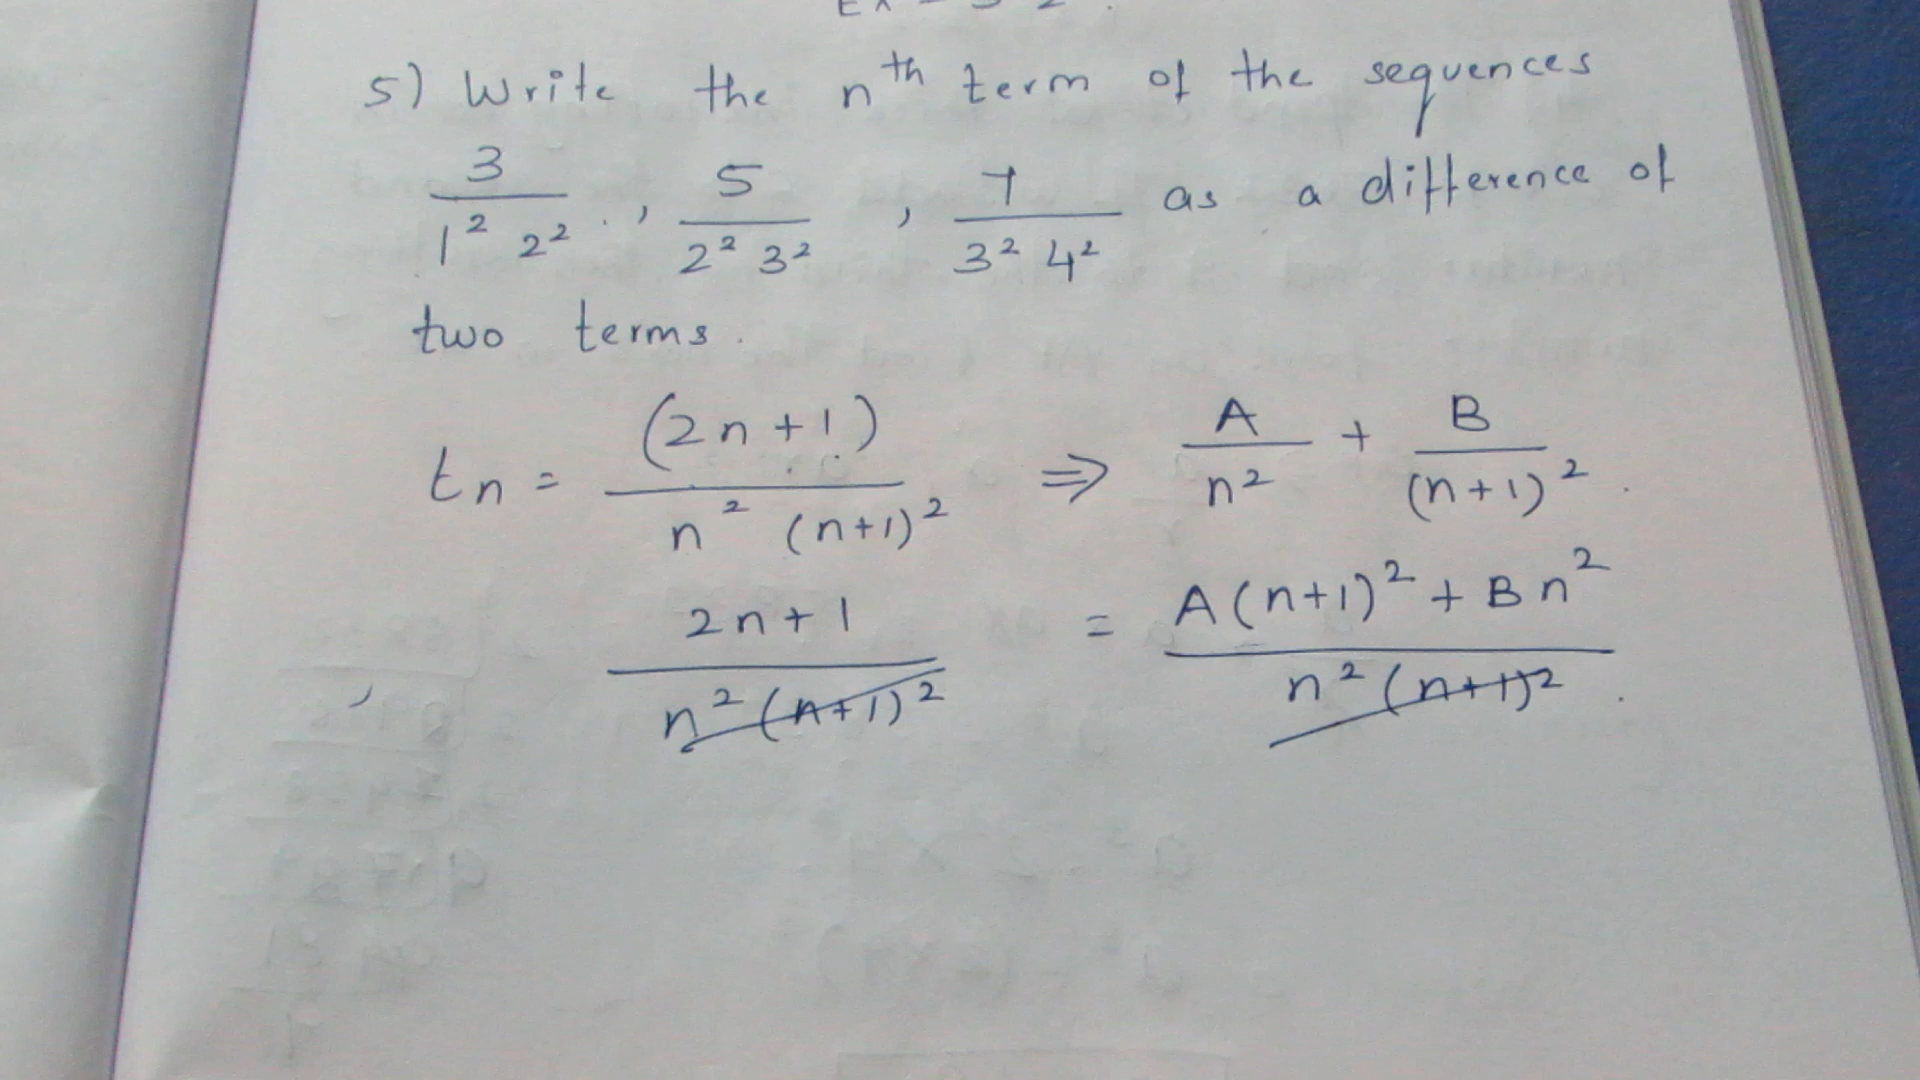 5) Write the nth term of the sequences
3/1² 2², 5/2² 3², 7/3² 4² as a difference of
two terms.
tn = (2n+1)/n² (n+1)² ⇒ A/n² + B/(n+1)².
2n+1/n²(n+1)² = A(n+1)² + Bn²/n²(n+1)².